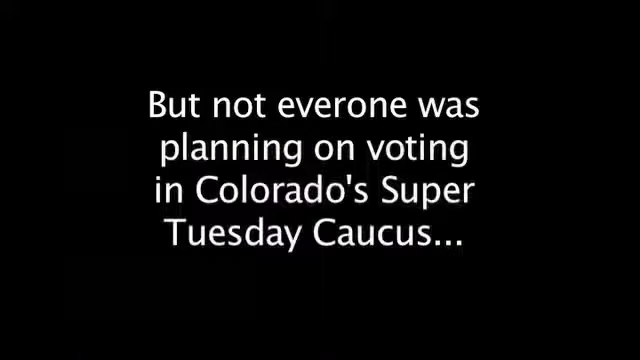 But not everone was
planning on voting
in Colorado's Super
Tuesday Caucus...